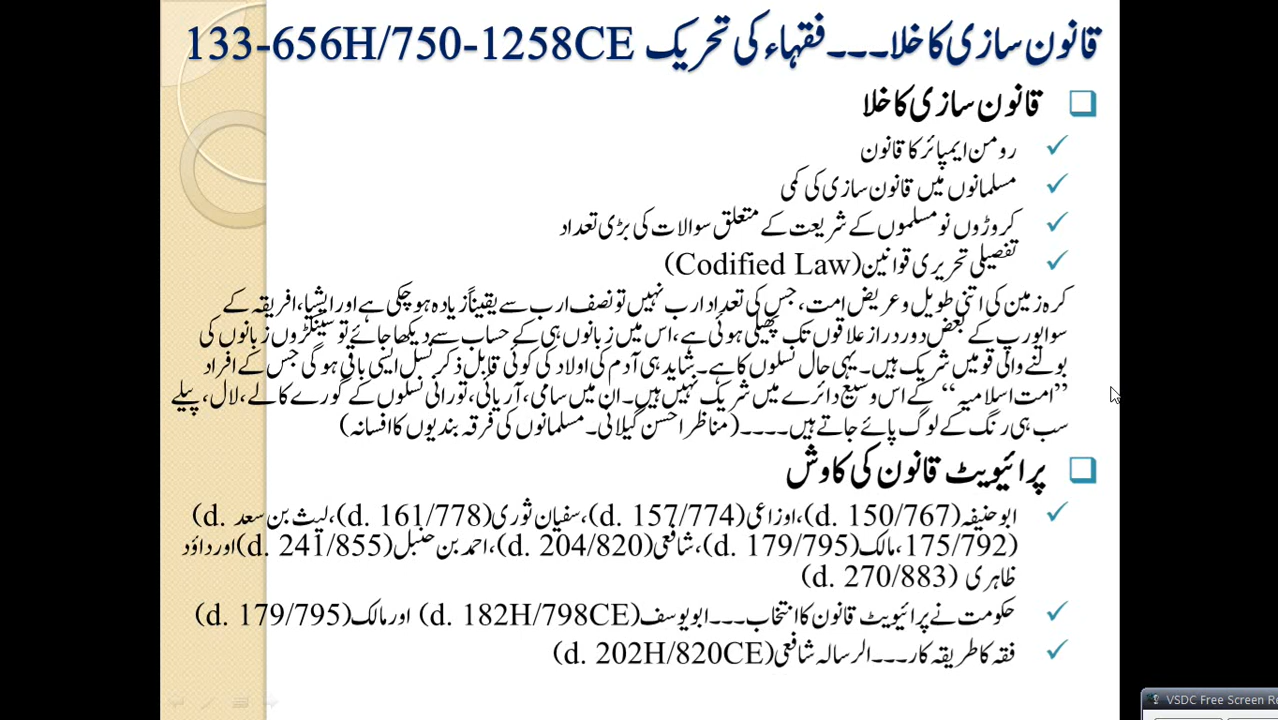 قانون سازی کا خلا۔۔۔فقہاء کی تحریک 133-656H/750-1258CE
قانون سازی کا خلا
رومن ایمپائر کا قانون
مسلمانوں میں قانون سازی کی کمی
کروڑوں نومسلموں کے شریعت کے متعلق سوالات کی بڑی تعداد
تفصیلی تحریری قوانین(Codified Law)
کرہ زمین کی اتنی طویل و عریض امت، جس کی تعداد ارب نہیں تو نصف ارب سے یقیناً زیادہ ہو چکی ہے اور ایشیا، افریقہ کے
سوا یورپ کے بعض دور دراز علاقوں تک پھیلی ہوئی ہے، اس میں زبانوں ہی کے حساب سے دیکھا جائے تو سینکڑوں زبانوں کی
بولنے والی قومیں شریک ہیں۔ یہی حال نسلوں کا ہے۔ شاید ہی آدم کی اولاد کی کوئی قابل ذکر نسل ایسی باقی ہو گی جس کے افراد
”امت اسلامیہ“ کے اس وسیع دائرے میں شریک نہیں ہیں۔ ان میں سامی، آریائی، تورانی نسلوں کے گورے کالے، لال، پیلے
سب ہی رنگ کے لوگ پائے جاتے ہیں۔۔۔۔(مناظر احسن گیلانی۔ مسلمانوں کی فرقہ بندیوں کا افسانہ)
پرائیویٹ قانون کی کاوش
ابوحنیفہ(d. 150/767)، اوزاعی(d. 157/774)، سفیان ثوری(d. 161/778)، لیث بن سعد (d.
175/792)، مالک(d. 179/795)، شافعی(d. 204/820)، احمد بن حنبل(d. 241/855) اور داؤد
ظاہری (d. 270/883)
حکومت نے پرائیویٹ قانون کا انتخاب۔۔۔ابو یوسف(d. 182H/798CE) اور مالک(d. 179/795)
فقہ کا طریقہ کار۔۔۔الرسالہ شافعی(d. 202H/820CE)
VSDC Free Screen Re